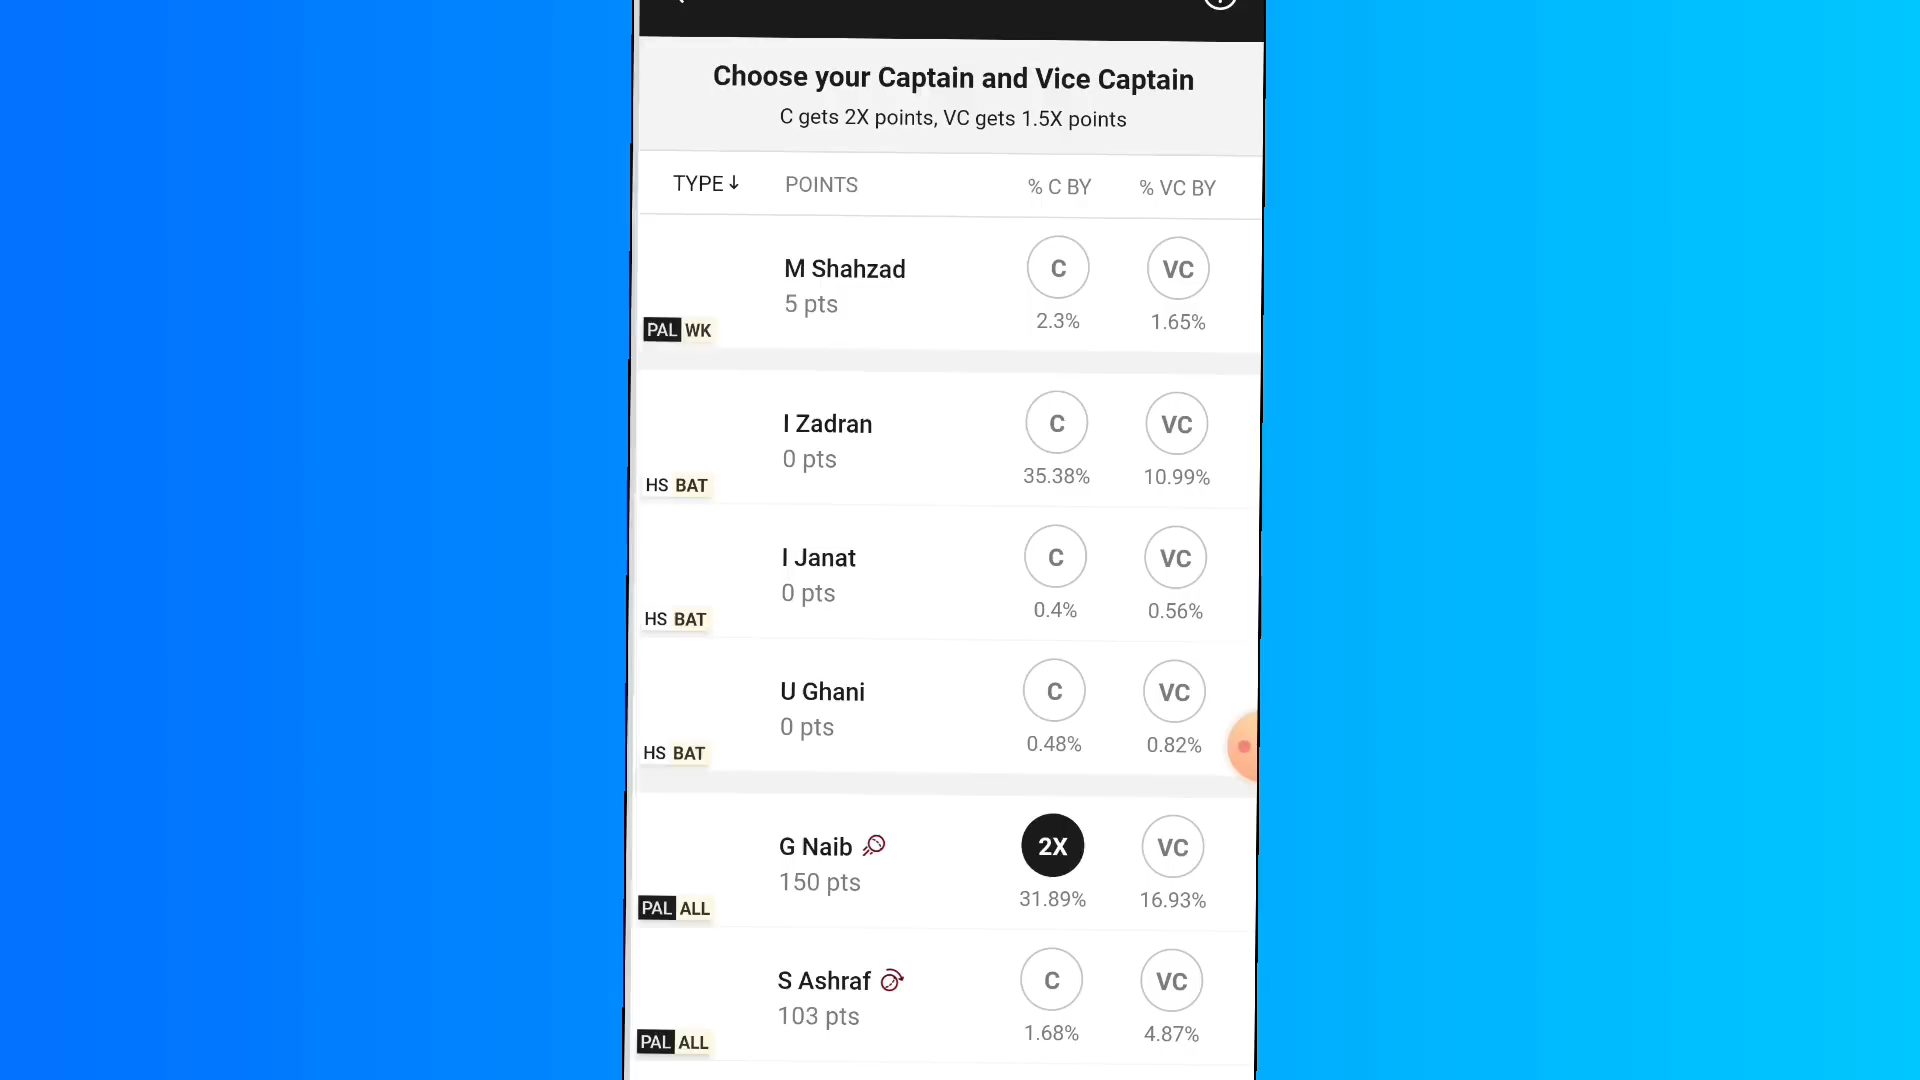 Choose your Captain and Vice Captain
C gets 2X points, VC gets 1.5X points
TYPE↓ POINTS % C BY % VC BY
M Shahzad C VC
5 pts 2.3% 1.65%
PAL WK
I Zadran C VC
0 pts 35.38% 10.99%
HS BAT
I Janat C VC
0 pts 0.4% 0.56%
HS BAT
U Ghani C VC
0 pts 0.48% 0.82%
HS BAT
G Naib 2X VC
150 pts 31.89% 16.93%
PAL ALL
S Ashraf C VC
103 pts 1.68% 4.87%
PAL ALL